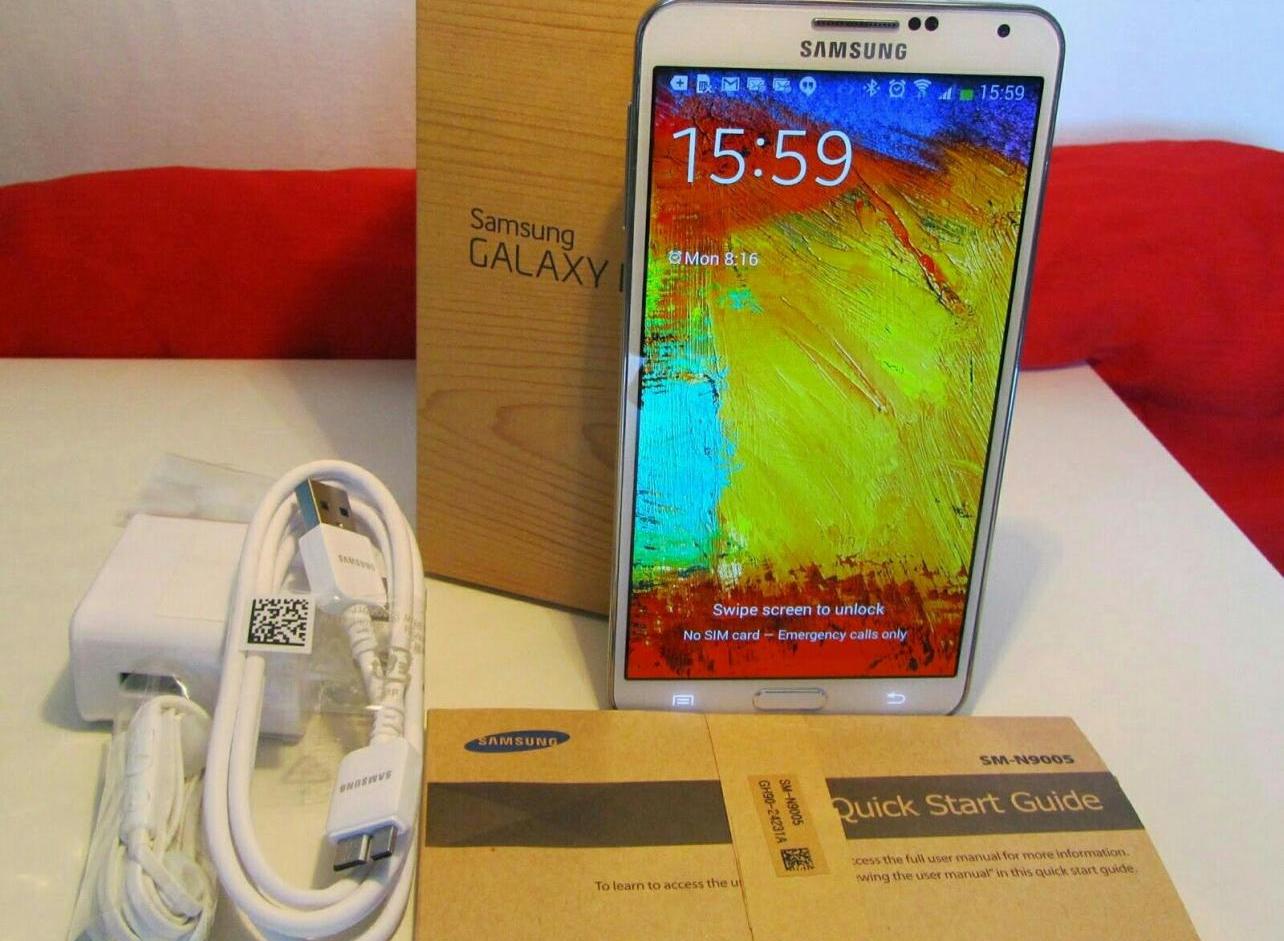 SAMSUNG
15:59
15:59
Mon 8:16
Samsung
GALAXY
Swipe screen to unlock
No SIM card – Emergency calls only
SAMSUNG
SAMSUNG
SAMSUNG
SM-N9005
Quick Start Guide
SM-N9005
GH90-24231A
ccess the full user manual for more information.
To learn to access the u
wing the user manual" in this quick start guide.